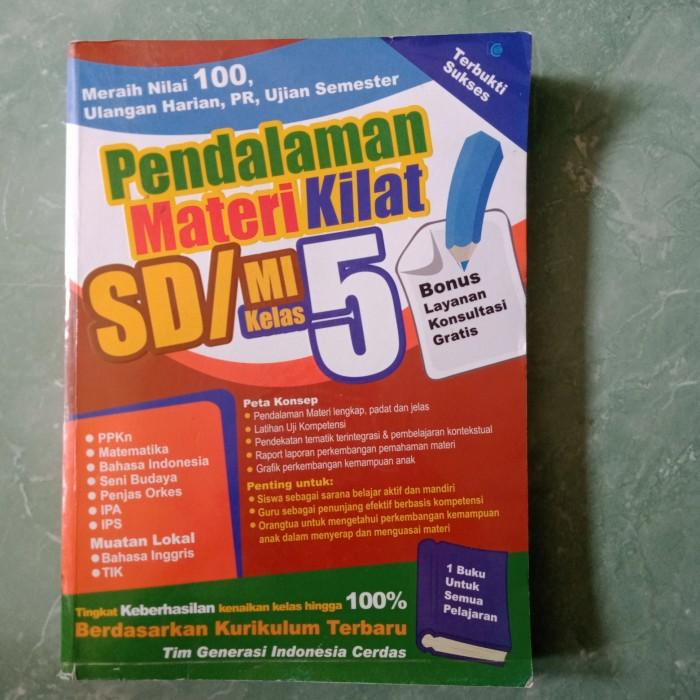 Meraih Nilai 100,
Ulangan Harian, PR, Ujian Semester
Terbukti
Sukses
Pendalaman
Materi Kilat
SD/MI
Kelas 5
Bonus
Layanan
Konsultasi
Gratis
Peta Konsep
• Pendalaman Materi lengkap, padat dan jelas
• Latihan Uji Kompetensi
• Pendekatan tematik terintegrasi & pembelajaran kontekstual
• Raport laporan perkembangan pemahaman materi
• Grafik perkembangan kemampuan anak
Penting untuk:
• Siswa sebagai sarana belajar aktif dan mandiri
• Guru sebagai penunjang efektif berbasis kompetensi
• Orangtua untuk mengetahui perkembangan kemampuan
anak dalam menyerap dan menguasai materi
• PPKn
• Matematika
• Bahasa Indonesia
• Seni Budaya
• Penjas Orkes
• IPA
• IPS
Muatan Lokal
• Bahasa Inggris
• TIK
1 Buku
Untuk
Semua
Pelajaran
Tingkat Keberhasilan kenaikan kelas hingga 100%
Berdasarkan Kurikulum Terbaru
Tim Generasi Indonesia Cerdas